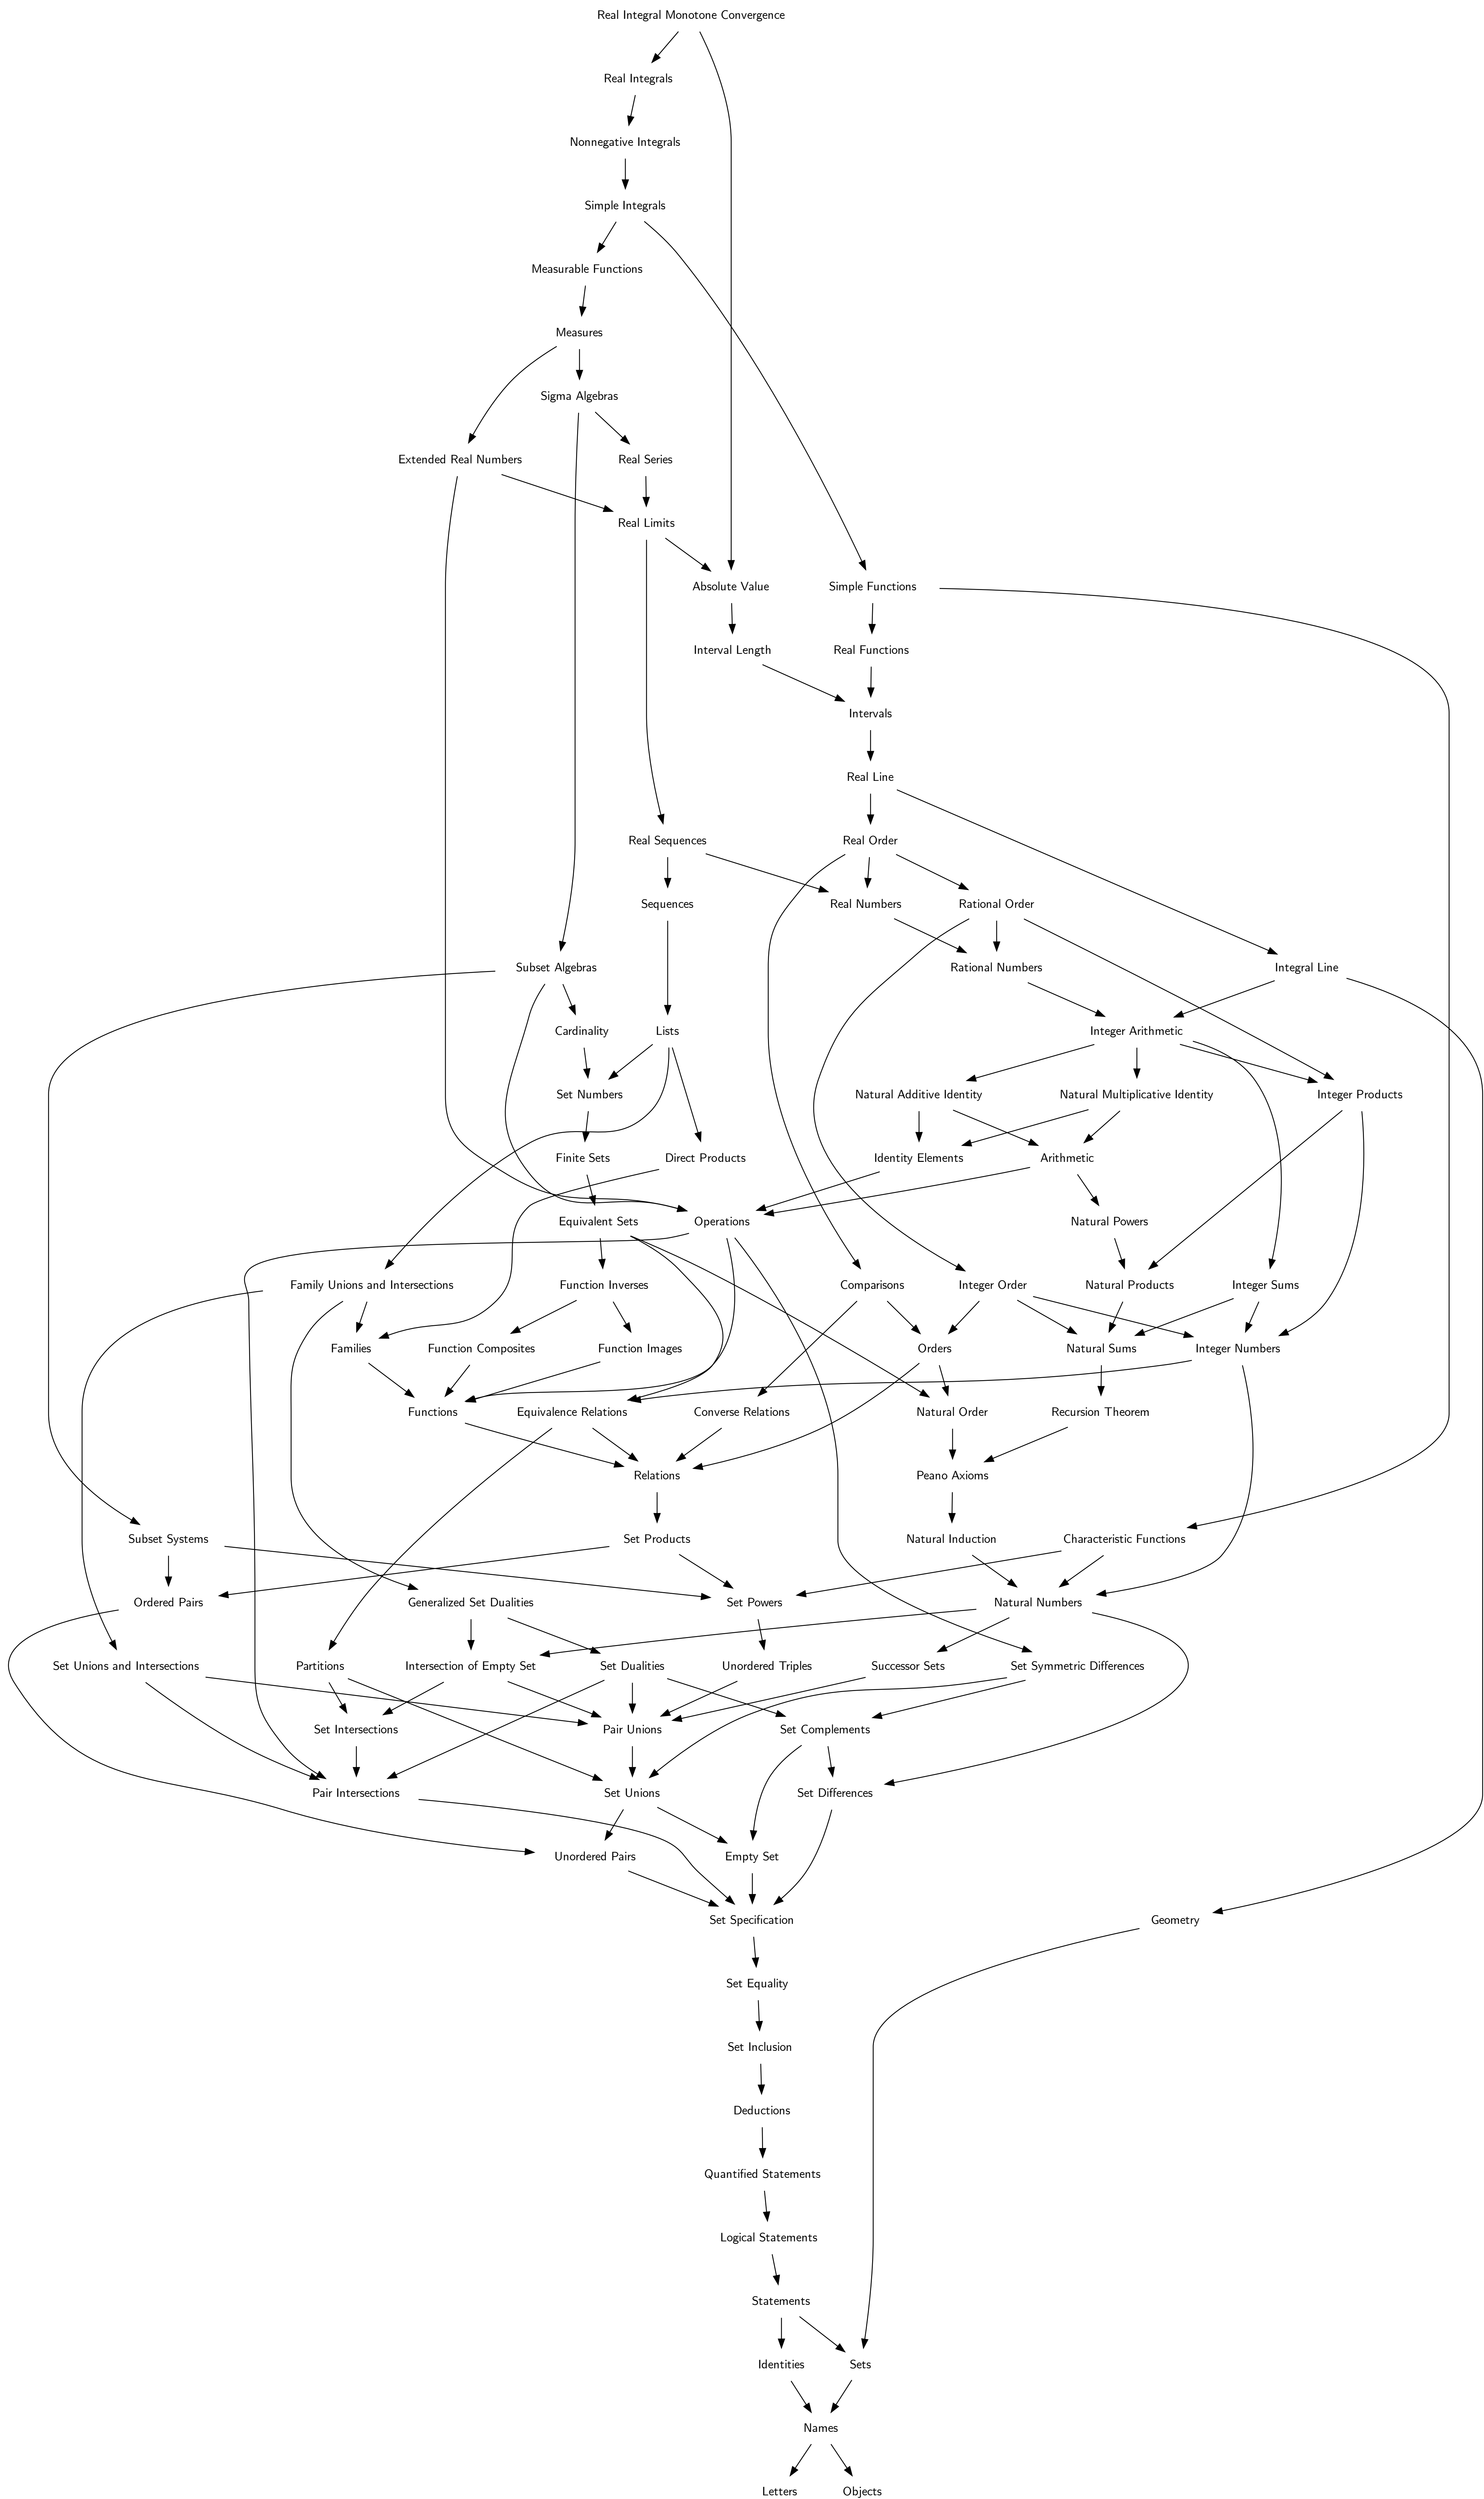 Real Integral Monotone Convergence
Real Integrals
Nonnegative Integrals
Simple Integrals
Measurable Functions
Measures
Sigma Algebras
Extended Real Numbers
Real Series
Real Limits
Absolute Value
Simple Functions
Interval Length
Real Functions
Intervals
Real Line
Real Sequences
Real Order
Sequences
Real Numbers
Rational Order
Subset Algebras
Rational Numbers
Integral Line
Cardinality
Lists
Integer Arithmetic
Set Numbers
Natural Additive Identity
Natural Multiplicative Identity
Integer Products
Finite Sets
Direct Products
Identity Elements
Arithmetic
Equivalent Sets
Operations
Natural Powers
Family Unions and Intersections
Function Inverses
Comparisons
Integer Order
Natural Products
Integer Sums
Families
Function Composites
Function Images
Orders
Natural Sums
Integer Numbers
Functions
Equivalence Relations
Converse Relations
Natural Order
Recursion Theorem
Relations
Peano Axioms
Subset Systems
Set Products
Natural Induction
Characteristic Functions
Ordered Pairs
Generalized Set Dualities
Set Powers
Natural Numbers
Set Unions and Intersections
Partitions
Intersection of Empty Set
Set Dualities
Unordered Triples
Successor Sets
Set Symmetric Differences
Set Intersections
Pair Unions
Set Complements
Pair Intersections
Set Unions
Set Differences
Unordered Pairs
Empty Set
Set Specification
Geometry
Set Equality
Set Inclusion
Deductions
Quantified Statements
Logical Statements
Statements
Identities
Sets
Names
Letters
Objects